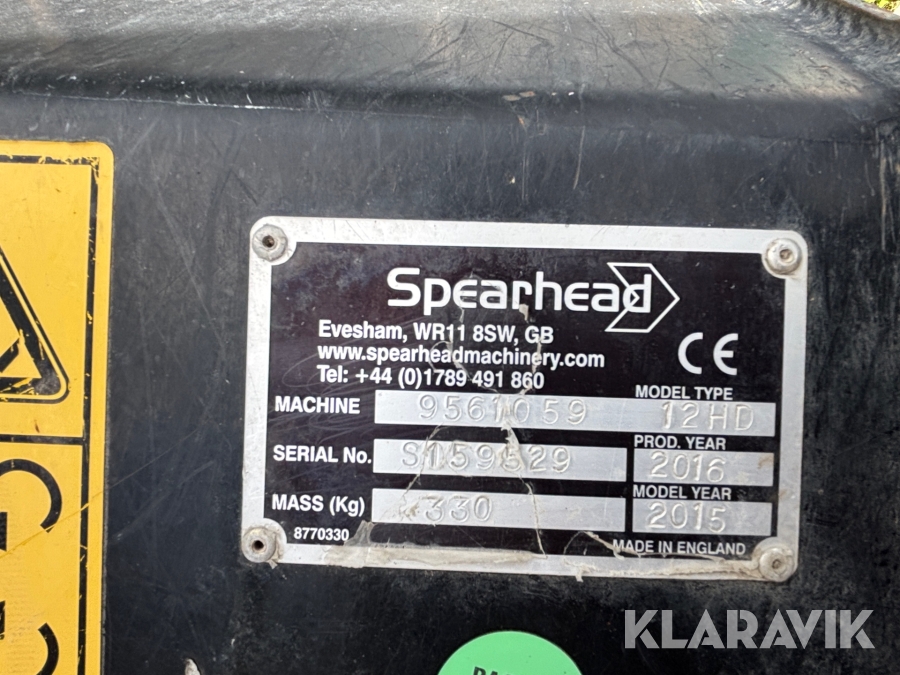 Spearhead
Evesham, WR11 8SW, GB
www.spearheadmachinery.com
Tel: +44 (0)1789 491 860
CE
MODEL TYPE
MACHINE 9561059 12HD
PROD. YEAR
SERIAL No. S159529 2016
MODEL YEAR
MASS (Kg) 330 2015
8770330
MADE IN ENGLAND
KLARAVIK